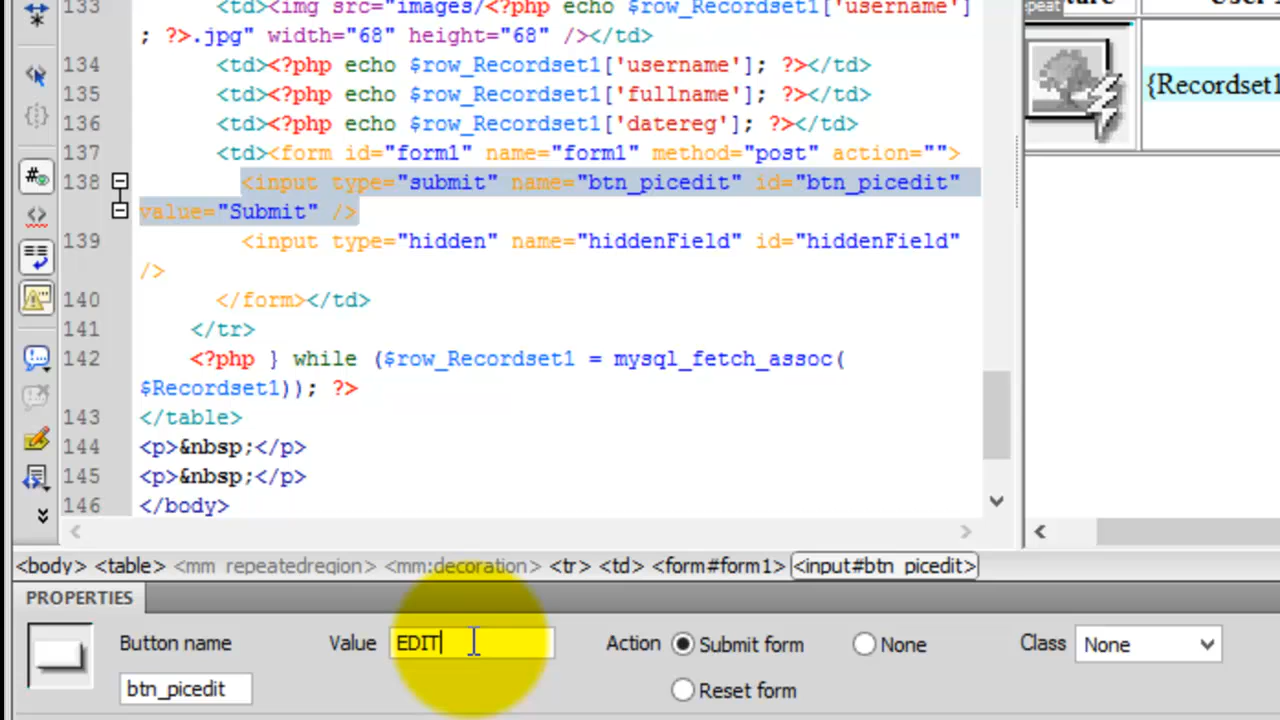 133 <td><img src="images/<?php echo $row_Recordset1['username']
; ?>.jpg" width="68" height="68" /></td>
134 <td><?php echo $row_Recordset1['username']; ?></td>
135 <td><?php echo $row_Recordset1['fullname']; ?></td>
136 <td><?php echo $row_Recordset1['datereg']; ?></td>
137 <td><form id="form1" name="form1" method="post" action="">
138 <input type="submit" name="btn_picedit" id="btn_picedit"
value="Submit" />
139 <input type="hidden" name="hiddenField" id="hiddenField"
/>
140 </form></td>
141 </tr>
142 <?php } while ($row_Recordset1 = mysql_fetch_assoc(
$Recordset1)); ?>
143 </table>
144 <p>&nbsp;</p>
145 <p>&nbsp;</p>
146 </body>
{Recordset1
<body> <table> <mm_repeatedregion> <mm:decoration> <tr> <td> <form#form1> <input#btn_picedit>
PROPERTIES
Button name Value EDIT Action Submit form None Class None
btn_picedit Reset form